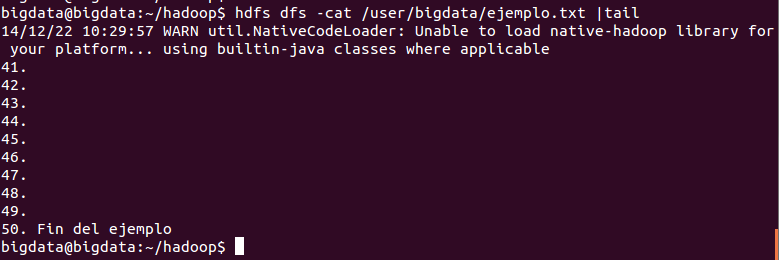 bigdata@bigdata:~/hadoop$ hdfs dfs -cat /user/bigdata/ejemplo.txt |tail
14/12/22 10:29:57 WARN util.NativeCodeLoader: Unable to load native-hadoop library for
 your platform... using builtin-java classes where applicable
41.
42.
43.
44.
45.
46.
47.
48.
49.
50. Fin del ejemplo
bigdata@bigdata:~/hadoop$